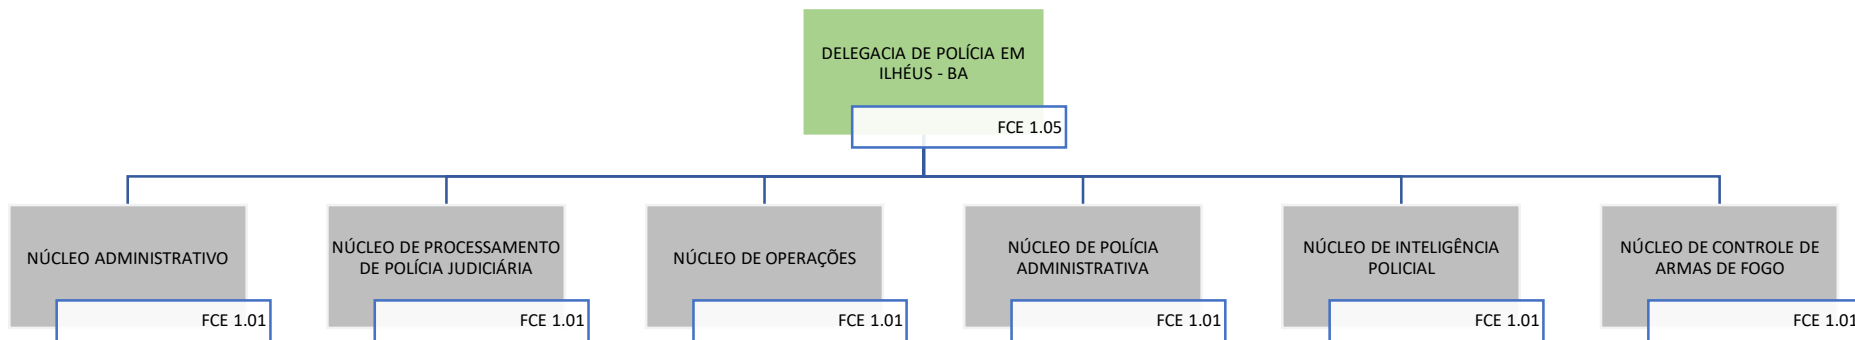 DELEGACIA DE POLÍCIA EM
ILHÉUS - BA
FCE 1.05
NÚCLEO ADMINISTRATIVO
FCE 1.01
NÚCLEO DE PROCESSAMENTO
DE POLÍCIA JUDICIÁRIA
FCE 1.01
NÚCLEO DE OPERAÇÕES
FCE 1.01
NÚCLEO DE POLÍCIA
ADMINISTRATIVA
FCE 1.01
NÚCLEO DE INTELIGÊNCIA
POLICIAL
FCE 1.01
NÚCLEO DE CONTROLE DE
ARMAS DE FOGO
FCE 1.01